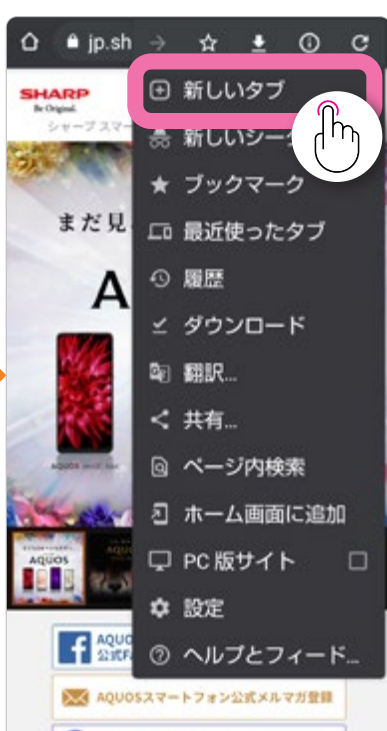 jp.sh
SHARP
Be Original.
シャープスマー
新しいタブ
新しいシーク
ブックマーク
最近使ったタブ
履歴
ダウンロード
翻訳...
共有...
ページ内検索
ホーム画面に追加
PC 版サイト
設定
ヘルプとフィード...
まだ見
A
AQUOS
AQUO
公式FA
AQUOSスマートフォン公式メルマガ登録